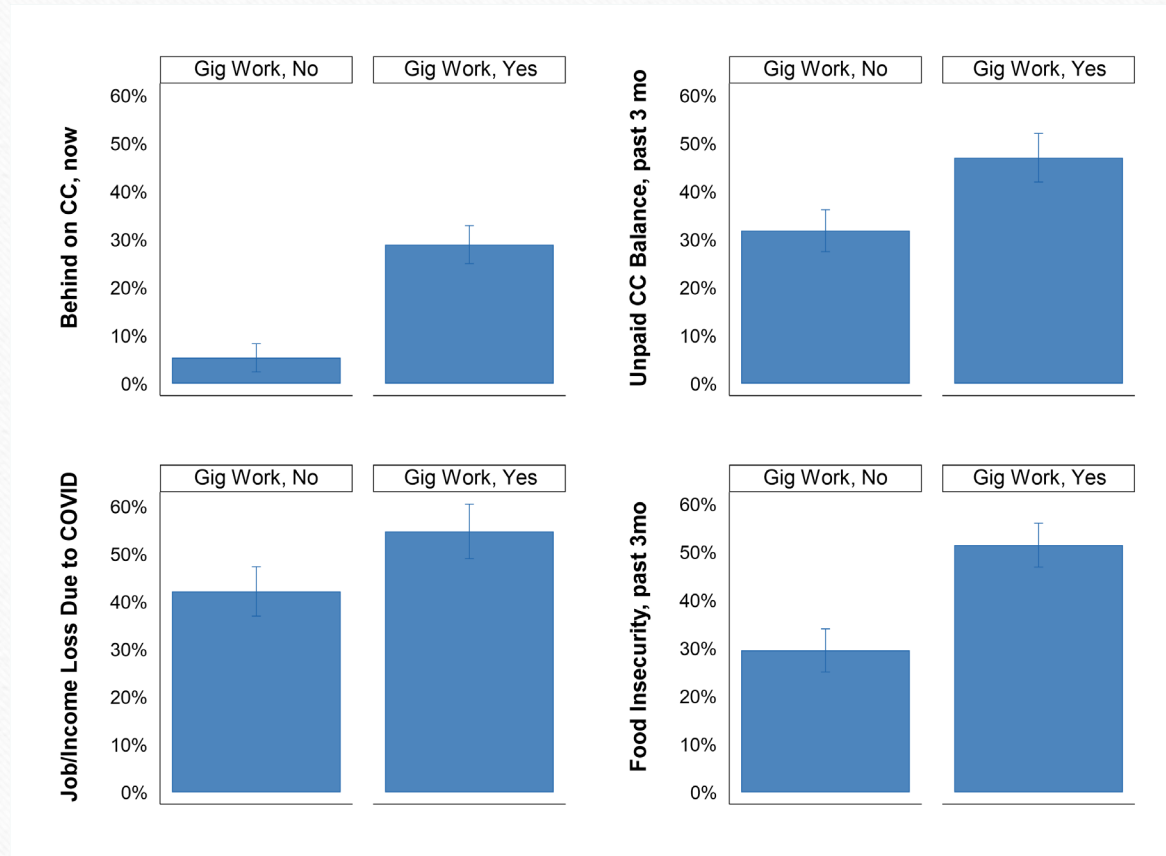 Gig Work, No
Gig Work, Yes
Behind on CC, now
60%
50%
40%
30%
20%
10%
0%
Gig Work, No
Gig Work, Yes
Unpaid CC Balance, past 3 mo
60%
50%
40%
30%
20%
10%
0%
Gig Work, No
Gig Work, Yes
Job/Income Loss Due to COVID
60%
50%
40%
30%
20%
10%
0%
Gig Work, No
Gig Work, Yes
Food Insecurity, past 3mo
60%
50%
40%
30%
20%
10%
0%